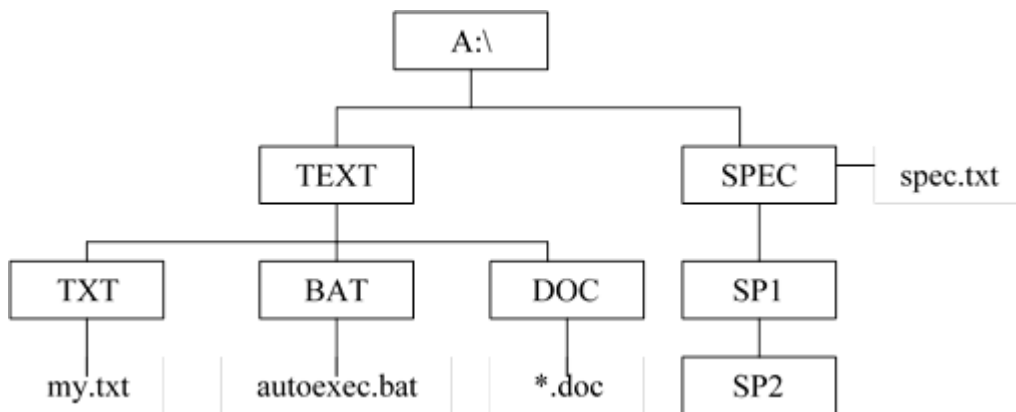 A:\
TEXT
SPEC
spec.txt
TXT
BAT
DOC
SP1
my.txt
autoexec.bat
*.doc
SP2